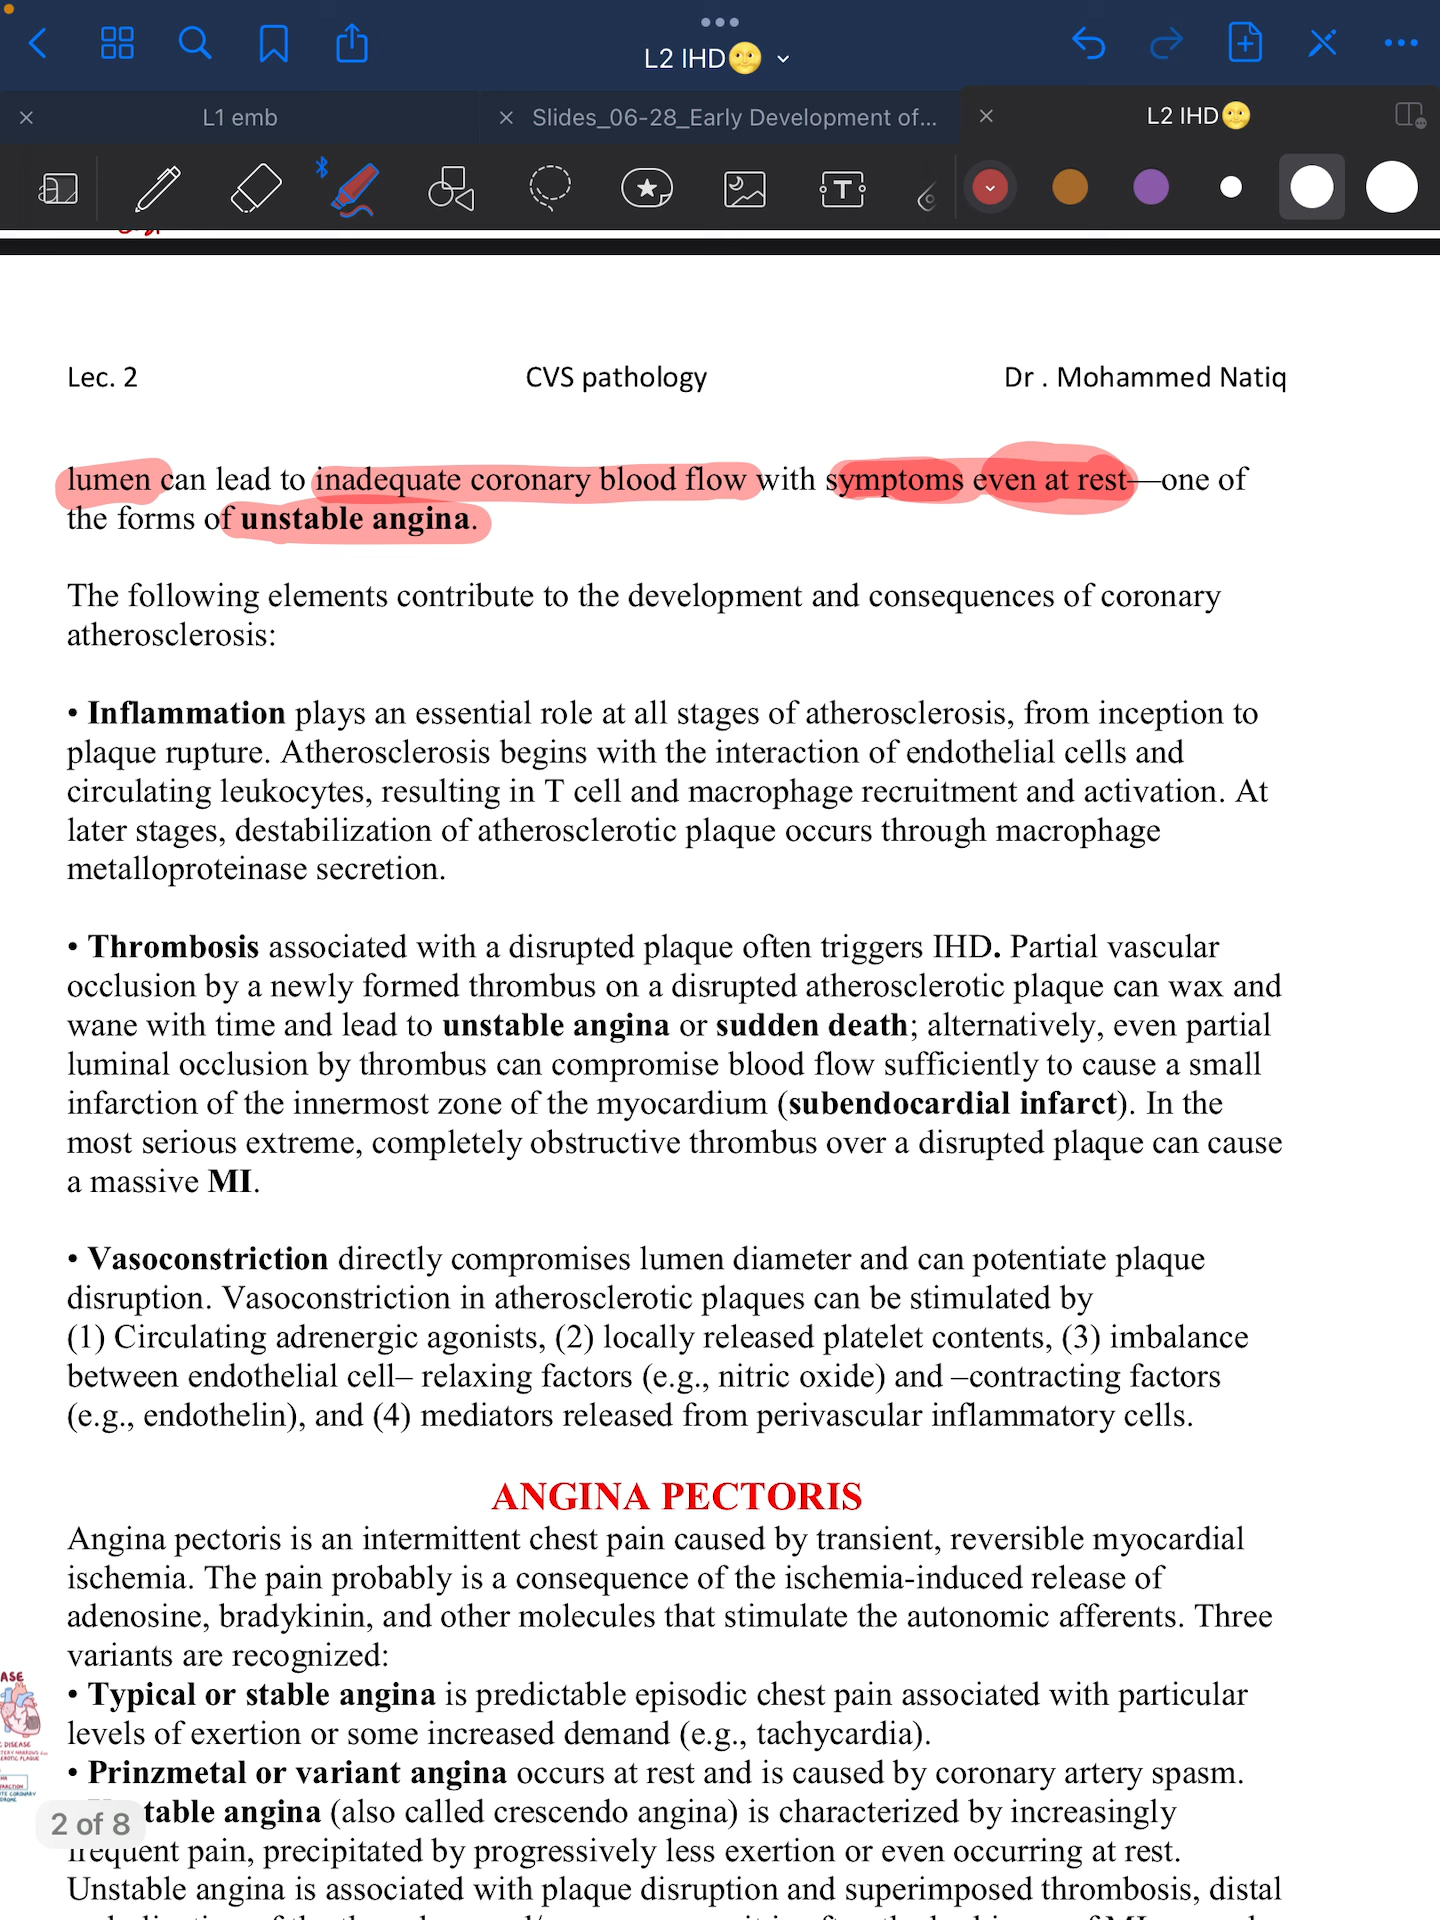 L2 IHD🌝
L1 emb
Slides_06-28_Early Development of...
L2 IHD🌝
Lec. 2 CVS pathology Dr . Mohammed Natiq
lumen can lead to inadequate coronary blood flow with symptoms even at rest—one of
the forms of unstable angina.
The following elements contribute to the development and consequences of coronary
atherosclerosis:
• Inflammation plays an essential role at all stages of atherosclerosis, from inception to
plaque rupture. Atherosclerosis begins with the interaction of endothelial cells and
circulating leukocytes, resulting in T cell and macrophage recruitment and activation. At
later stages, destabilization of atherosclerotic plaque occurs through macrophage
metalloproteinase secretion.
• Thrombosis associated with a disrupted plaque often triggers IHD. Partial vascular
occlusion by a newly formed thrombus on a disrupted atherosclerotic plaque can wax and
wane with time and lead to unstable angina or sudden death; alternatively, even partial
luminal occlusion by thrombus can compromise blood flow sufficiently to cause a small
infarction of the innermost zone of the myocardium (subendocardial infarct). In the
most serious extreme, completely obstructive thrombus over a disrupted plaque can cause
a massive MI.
• Vasoconstriction directly compromises lumen diameter and can potentiate plaque
disruption. Vasoconstriction in atherosclerotic plaques can be stimulated by
(1) Circulating adrenergic agonists, (2) locally released platelet contents, (3) imbalance
between endothelial cell– relaxing factors (e.g., nitric oxide) and –contracting factors
(e.g., endothelin), and (4) mediators released from perivascular inflammatory cells.
ANGINA PECTORIS
Angina pectoris is an intermittent chest pain caused by transient, reversible myocardial
ischemia. The pain probably is a consequence of the ischemia-induced release of
adenosine, bradykinin, and other molecules that stimulate the autonomic afferents. Three
variants are recognized:
• Typical or stable angina is predictable episodic chest pain associated with particular
levels of exertion or some increased demand (e.g., tachycardia).
• Prinzmetal or variant angina occurs at rest and is caused by coronary artery spasm.
table angina (also called crescendo angina) is characterized by increasingly
frequent pain, precipitated by progressively less exertion or even occurring at rest.
Unstable angina is associated with plaque disruption and superimposed thrombosis, distal
ASE
DISEASE
2 of 8